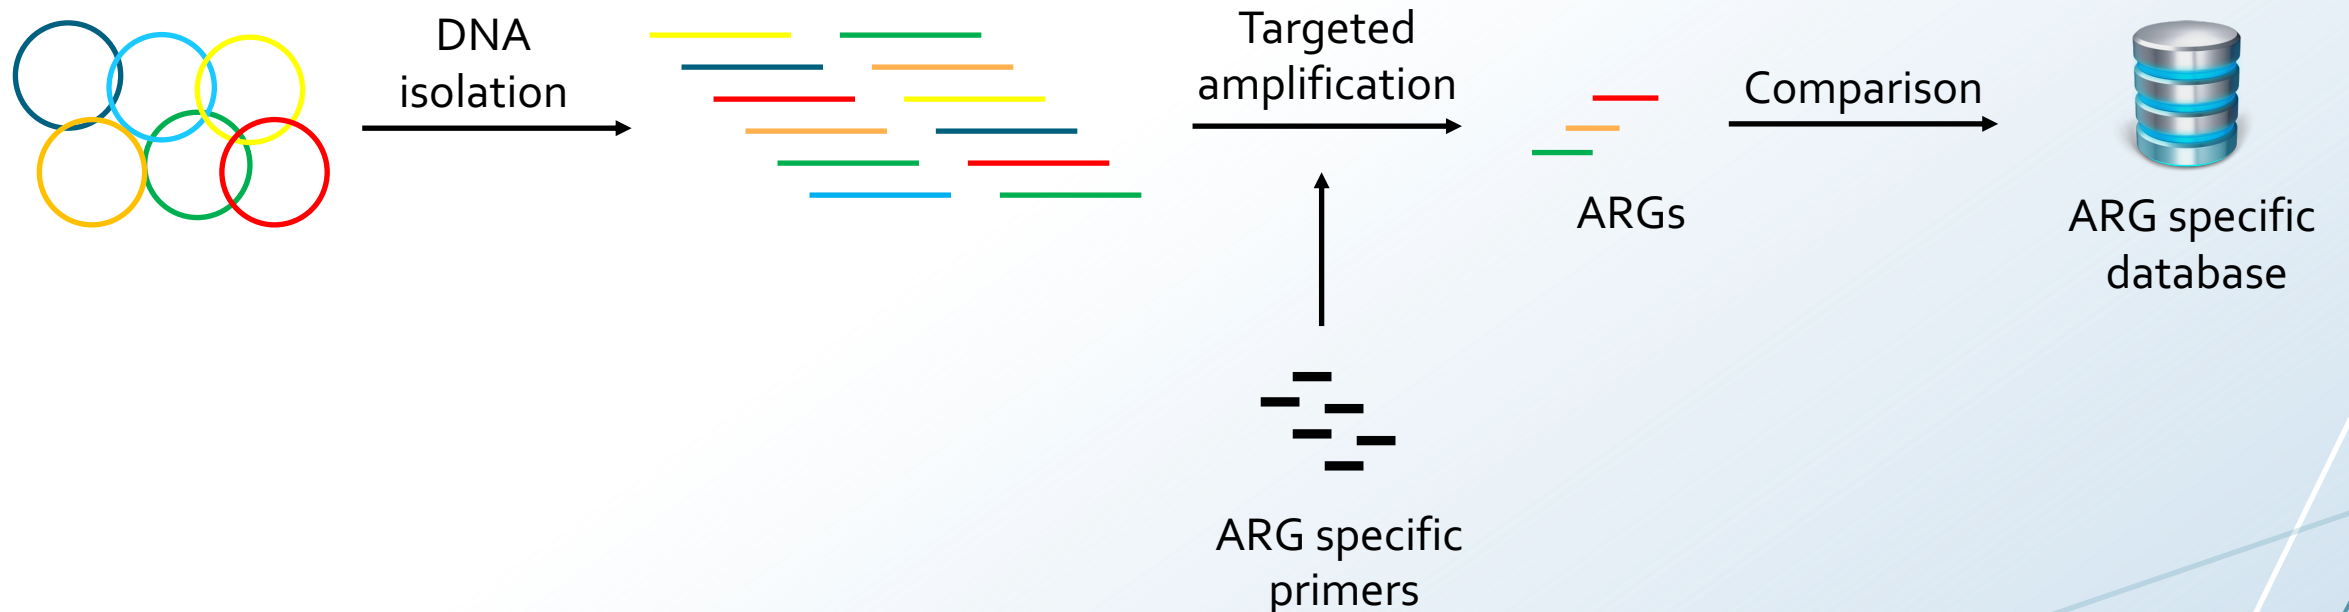 DNA
isolation
Targeted
amplification
Comparison
ARGs
ARG specific
database
ARG specific
primers